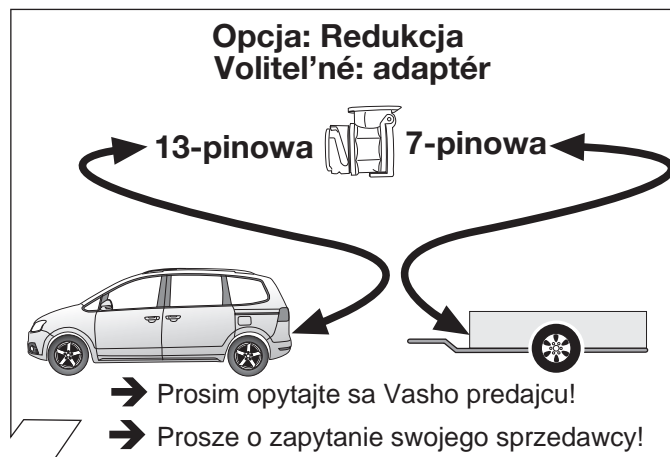 Opcja: Redukcja
Volitel'né: adaptér
13-pinowa 7-pinowa
Prosim opytajte sa Vasho predajcu!
Prosze o zapytanie swojego sprzedawcy!